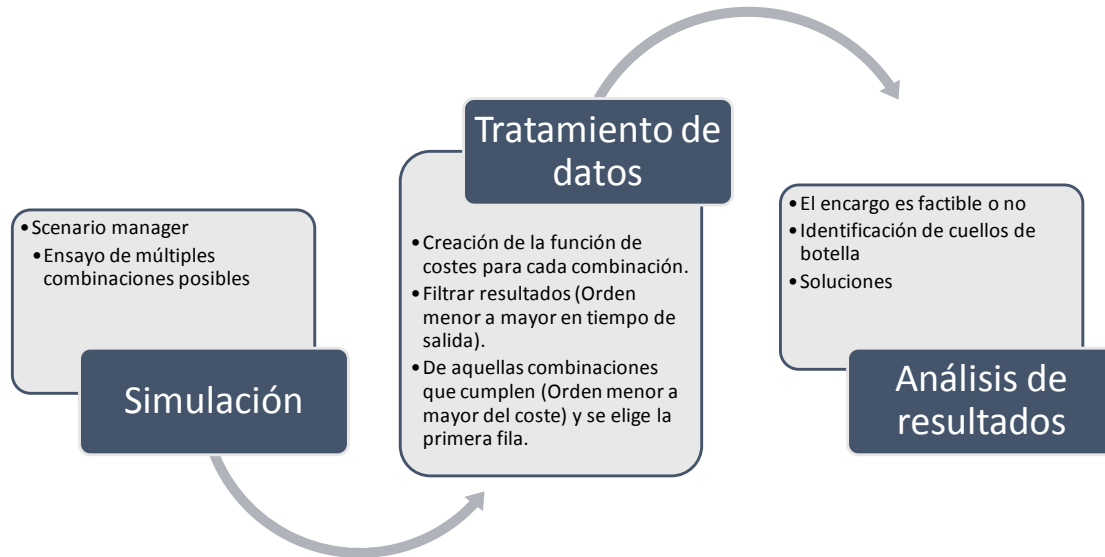 •Scenario manager
•Ensayo de múltiples
combinaciones posibles
Simulación
Tratamiento de
datos
•Creación de la función de
costes para cada combinación.
•Filtrar resultados (Orden
menor a mayor en tiempo de
salida).
•De aquellas combinaciones
que cumplen (Orden menor a
mayor del coste) y se elige la
primera fila.
•El encargo es factible o no
•Identificación de cuellos de
botella
•Soluciones
Análisis de
resultados